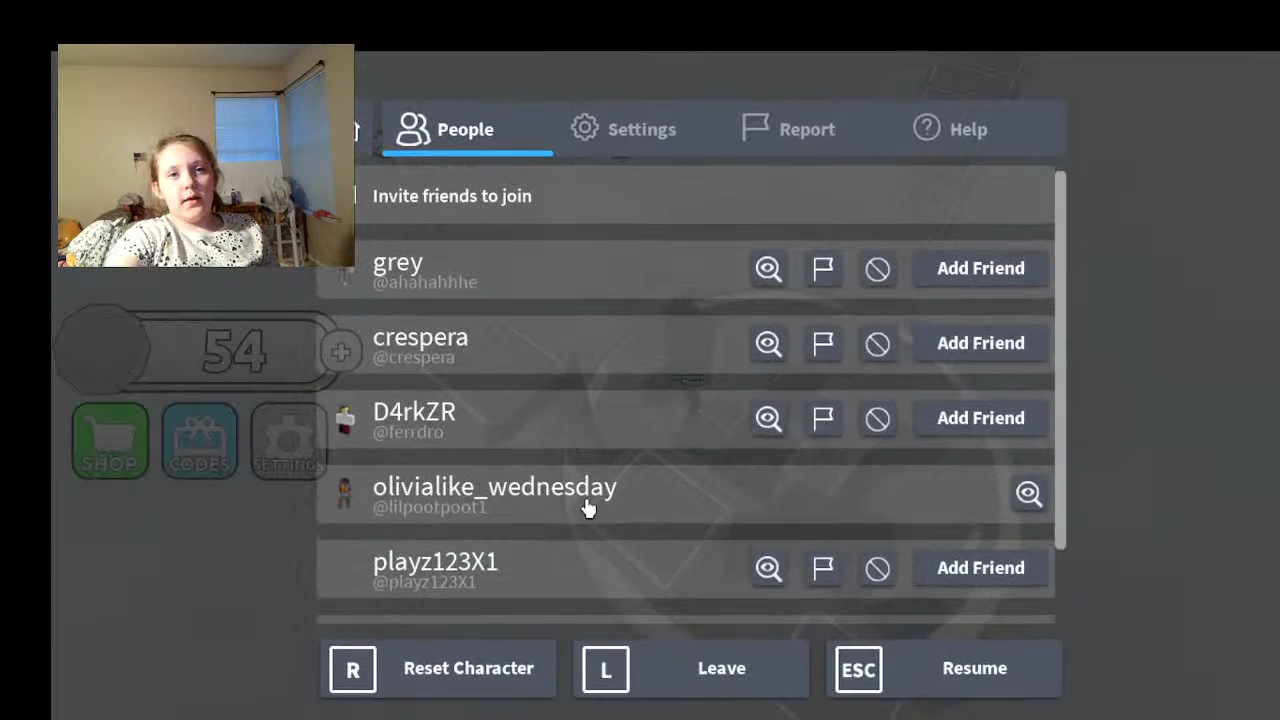 People
Settings
Report
Help
Invite friends to join
grey
@ahahahhhe
Add Friend
crespera
@crespera
Add Friend
54
D4rkZR
@ferrdro
Add Friend
SHOP
CODES
SETTINGS
olivialike_wednesday
@lilpootpoot1
playz123X1
@playz123X1
Add Friend
R
Reset Character
L
Leave
ESC
Resume